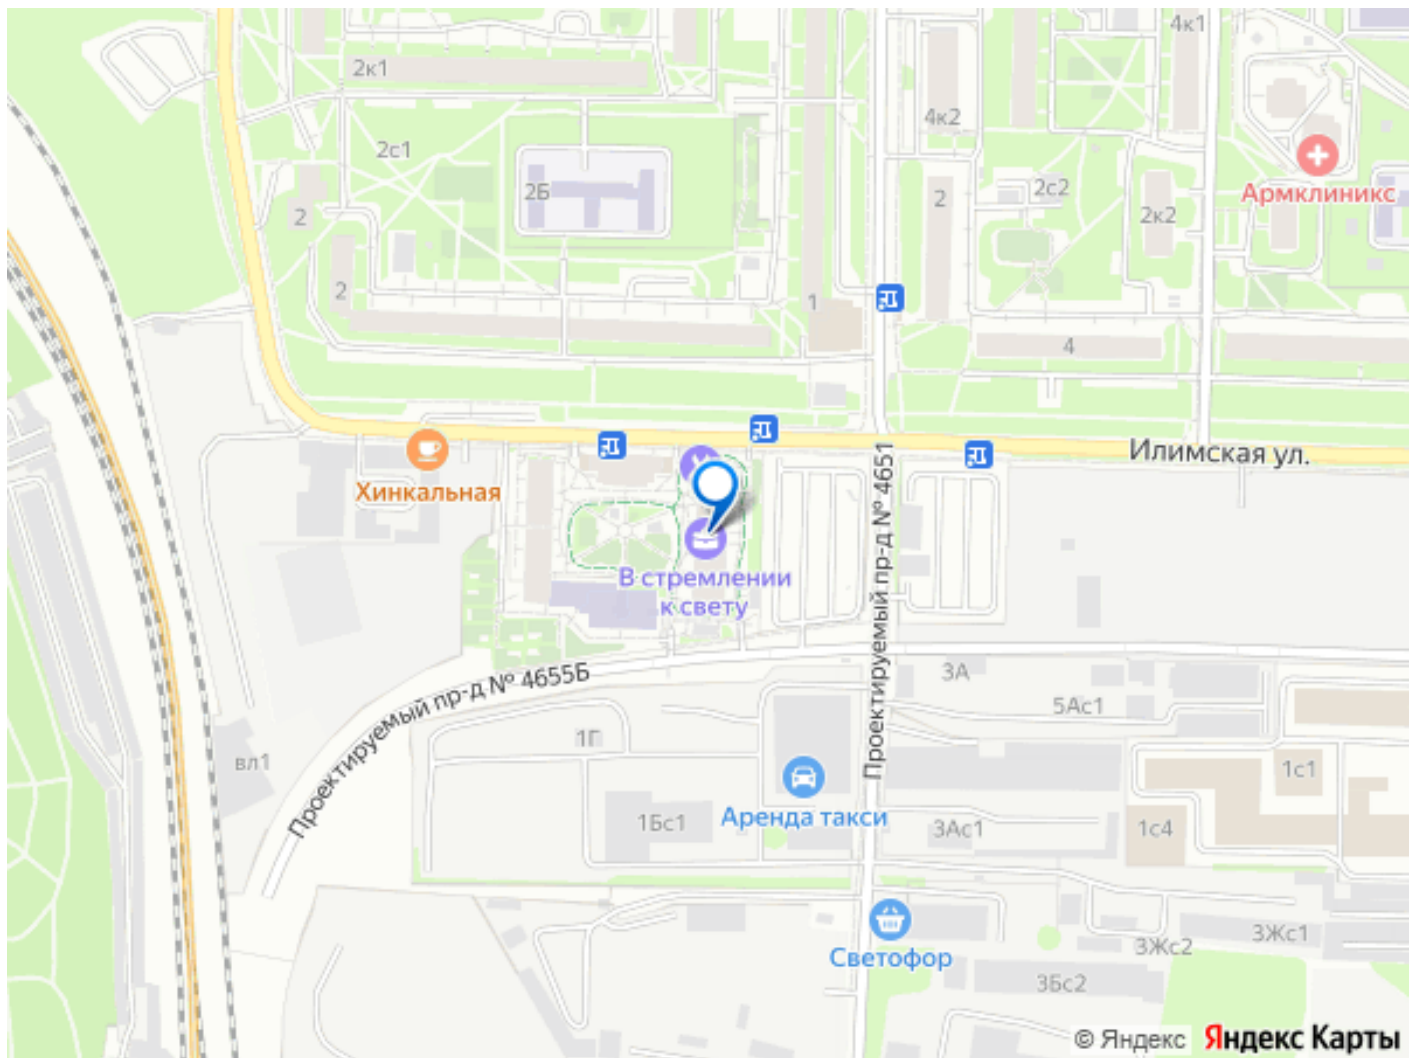 4к1
2к1
4к2
2с1
Армклиникс
2Б
2
2с2
2к2
2
2
1
4
Илимская ул.
Хинкальная
Проектируемый пр-д № 4651
В стремлении
к свету
Проектируемый пр-д № 4655Б
3А
5Ас1
1Г
вл1
1с1
Аренда такси
1Бс1
3Ас1
1с4
Светофор
3Жс2
3Жс1
3Бс2
© Яндекс Яндекс Карты